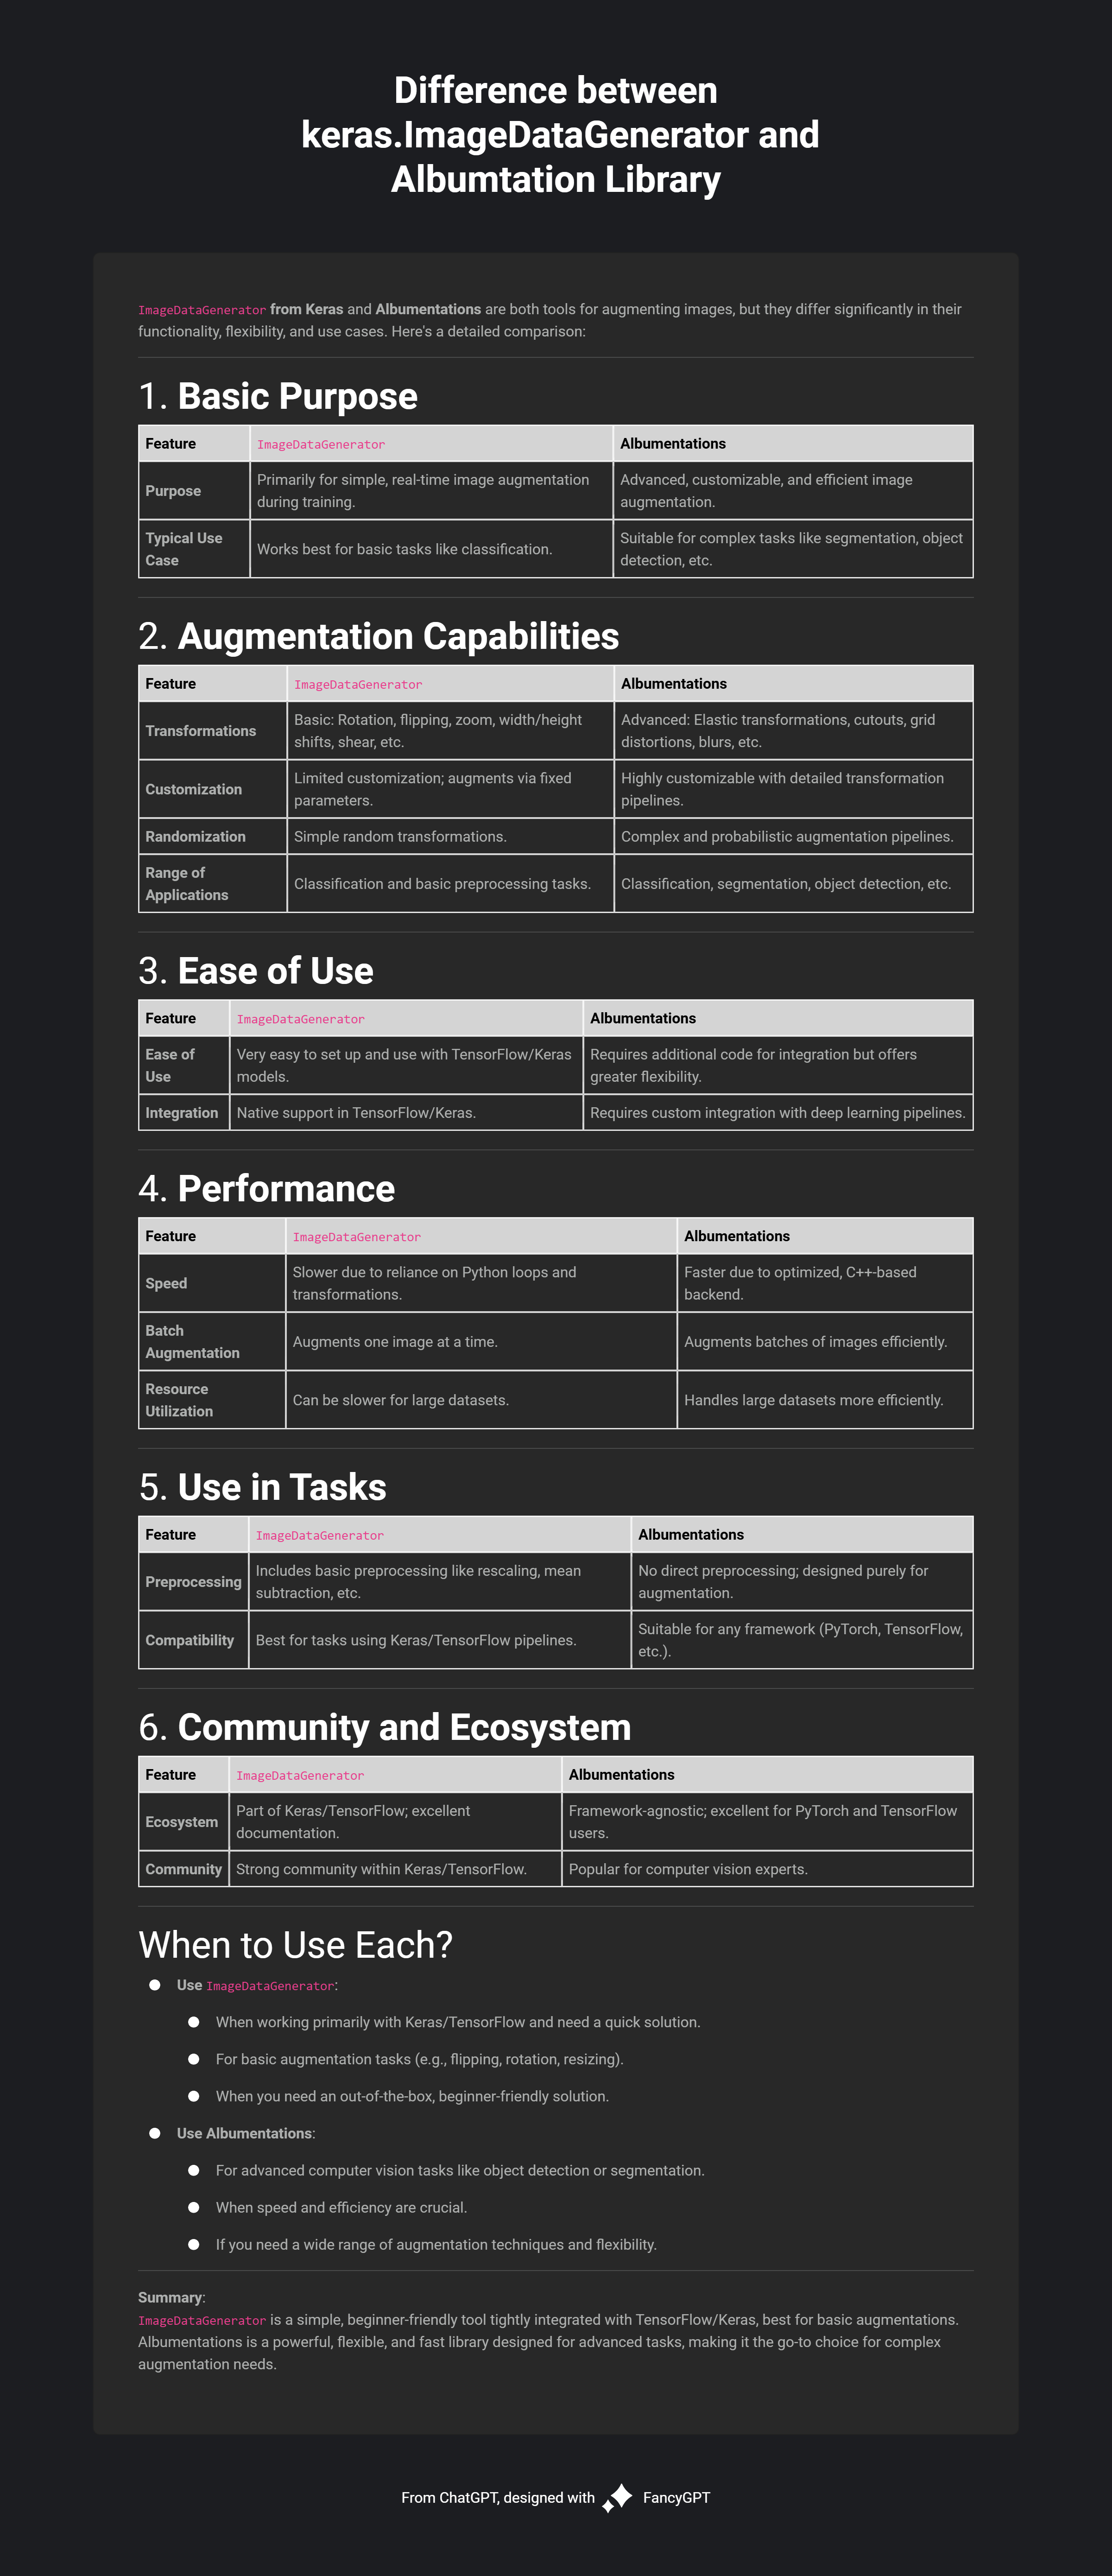 Difference between
keras.ImageDataGenerator and
Albumtation Library
ImageDataGenerator from Keras and Albumentations are both tools for augmenting images, but they differ significantly in their
functionality, flexibility, and use cases. Here's a detailed comparison:
1. Basic Purpose
Feature ImageDataGenerator Albumentations
Purpose Primarily for simple, real-time image augmentation during training. Advanced, customizable, and efficient image augmentation.
Typical Use Case Works best for basic tasks like classification. Suitable for complex tasks like segmentation, object detection, etc.
2. Augmentation Capabilities
Feature ImageDataGenerator Albumentations
Transformations Basic: Rotation, flipping, zoom, width/height shifts, shear, etc. Advanced: Elastic transformations, cutouts, grid distortions, blurs, etc.
Customization Limited customization; augments via fixed parameters. Highly customizable with detailed transformation pipelines.
Randomization Simple random transformations. Complex and probabilistic augmentation pipelines.
Range of Applications Classification and basic preprocessing tasks. Classification, segmentation, object detection, etc.
3. Ease of Use
Feature ImageDataGenerator Albumentations
Ease of Use Very easy to set up and use with TensorFlow/Keras models. Requires additional code for integration but offers greater flexibility.
Integration Native support in TensorFlow/Keras. Requires custom integration with deep learning pipelines.
4. Performance
Feature ImageDataGenerator Albumentations
Speed Slower due to reliance on Python loops and transformations. Faster due to optimized, C++-based backend.
Batch Augmentation Augments one image at a time. Augments batches of images efficiently.
Resource Utilization Can be slower for large datasets. Handles large datasets more efficiently.
5. Use in Tasks
Feature ImageDataGenerator Albumentations
Preprocessing Includes basic preprocessing like rescaling, mean subtraction, etc. No direct preprocessing; designed purely for augmentation.
Compatibility Best for tasks using Keras/TensorFlow pipelines. Suitable for any framework (PyTorch, TensorFlow, etc.).
6. Community and Ecosystem
Feature ImageDataGenerator Albumentations
Ecosystem Part of Keras/TensorFlow; excellent documentation. Framework-agnostic; excellent for PyTorch and TensorFlow users.
Community Strong community within Keras/TensorFlow. Popular for computer vision experts.
When to Use Each?
Use ImageDataGenerator:
When working primarily with Keras/TensorFlow and need a quick solution.
For basic augmentation tasks (e.g., flipping, rotation, resizing).
When you need an out-of-the-box, beginner-friendly solution.
Use Albumentations:
For advanced computer vision tasks like object detection or segmentation.
When speed and efficiency are crucial.
If you need a wide range of augmentation techniques and flexibility.
Summary:
ImageDataGenerator is a simple, beginner-friendly tool tightly integrated with TensorFlow/Keras, best for basic augmentations.
Albumentations is a powerful, flexible, and fast library designed for advanced tasks, making it the go-to choice for complex
augmentation needs.
From ChatGPT, designed with FancyGPT